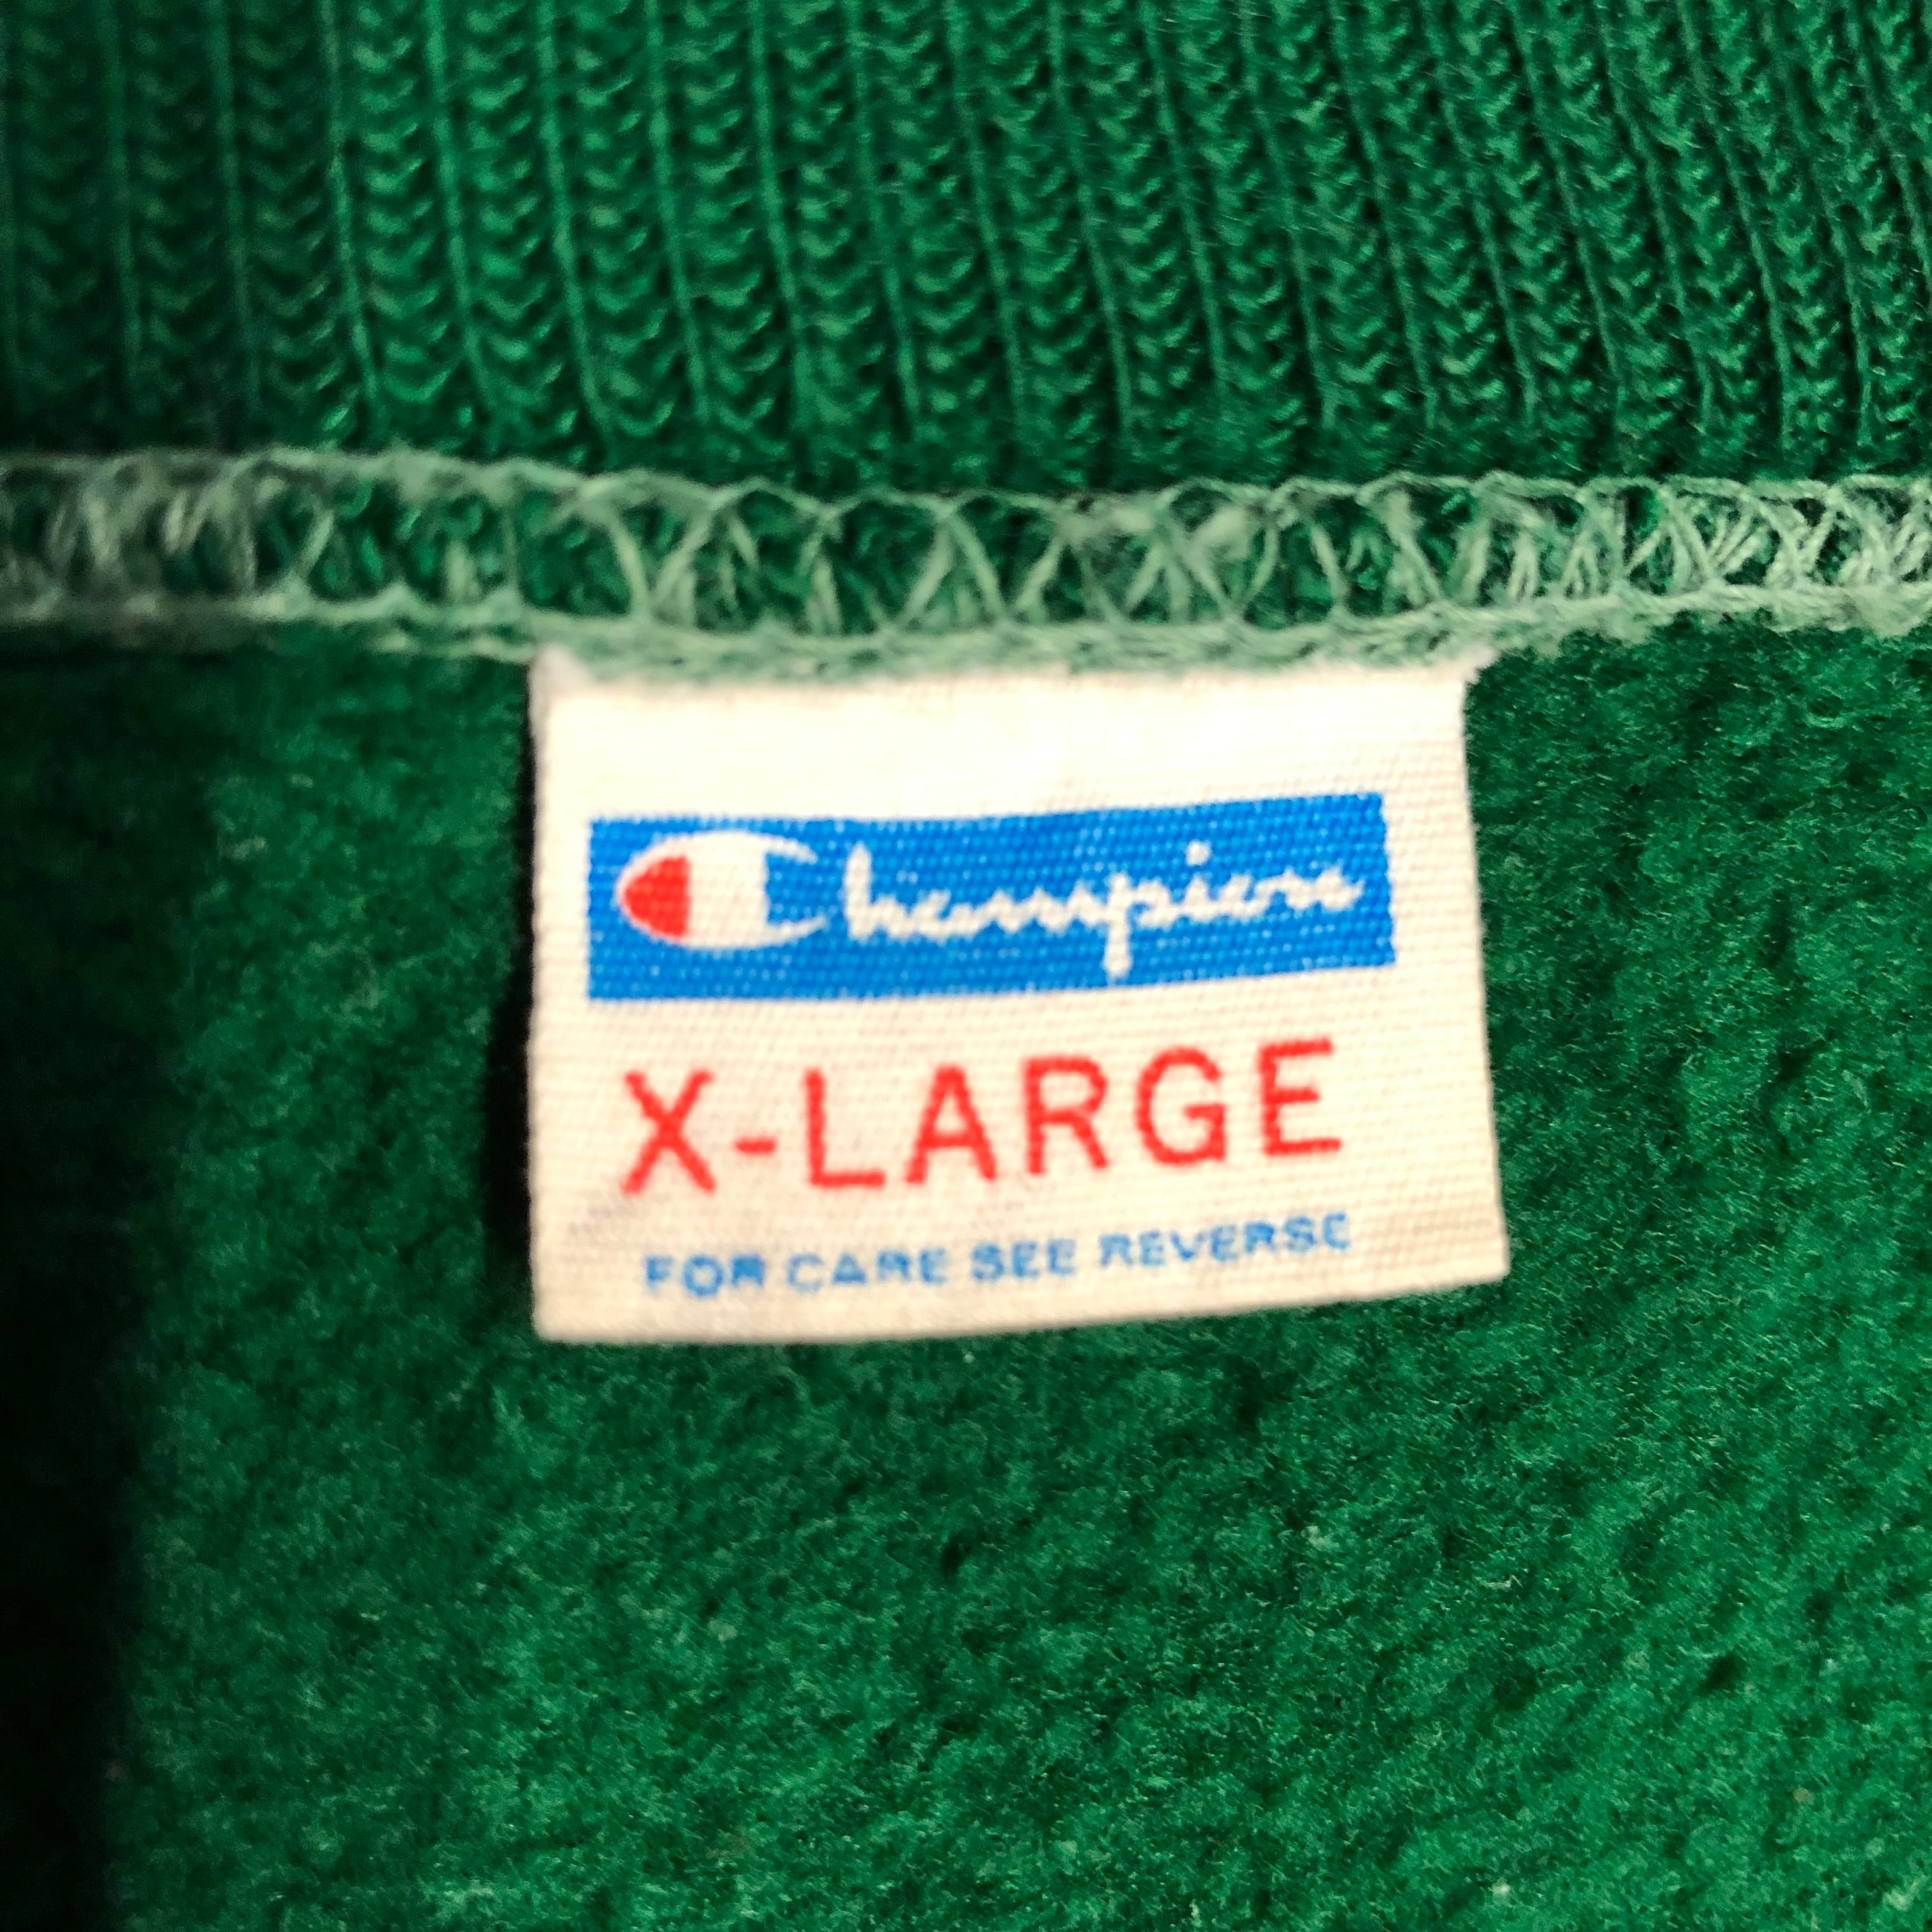 Champion
X-LARGE
FOR CARE SEE REVERSE